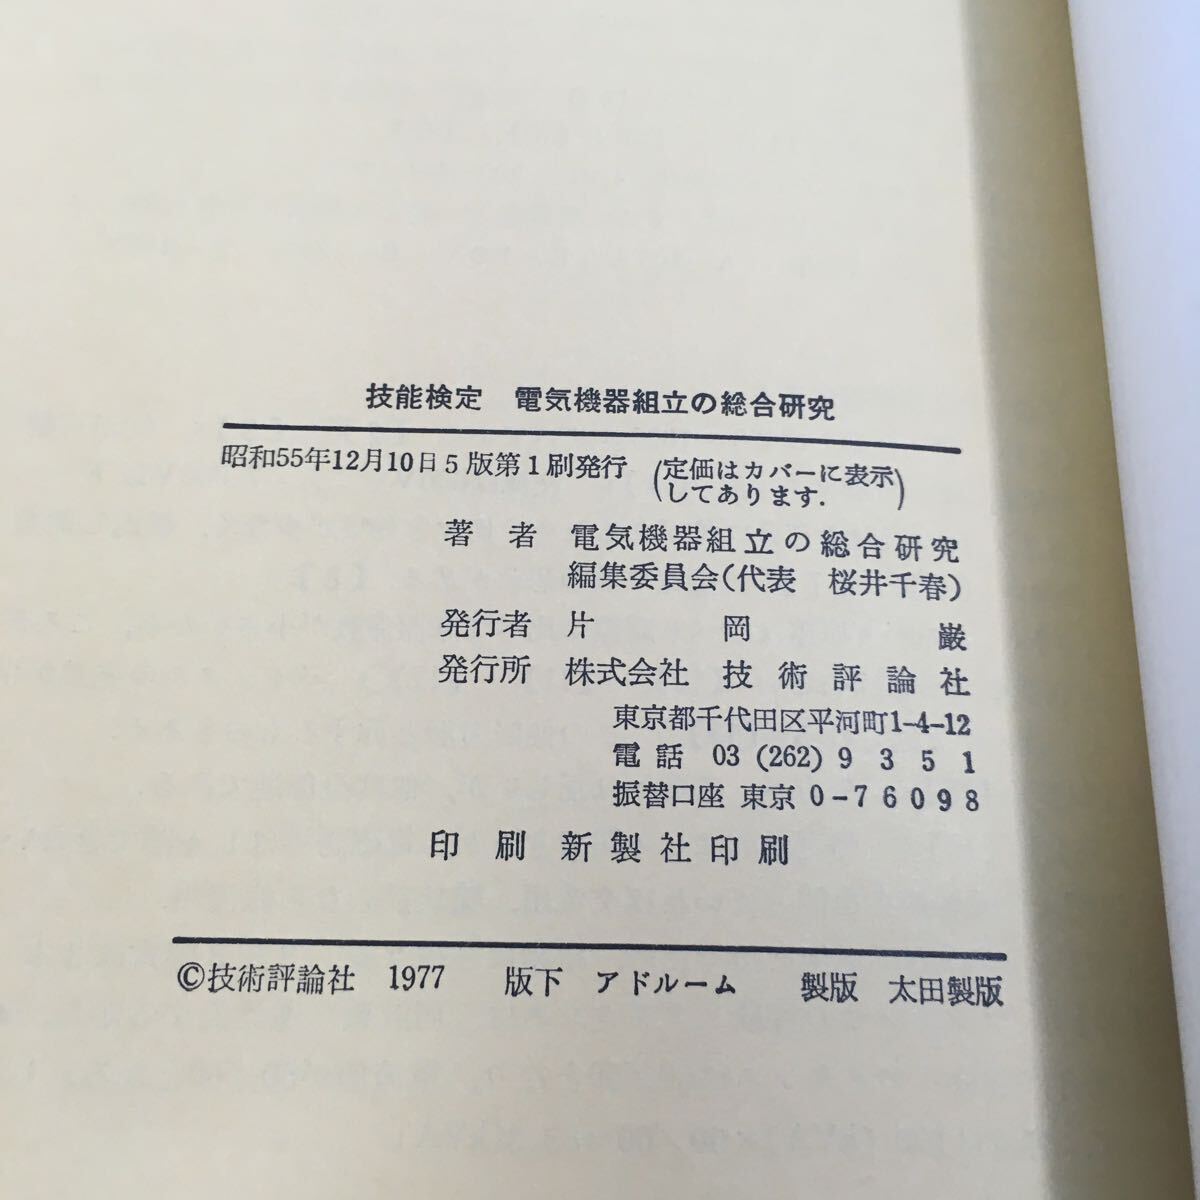 技能検定　電気機器組立の総合研究
昭和55年12月10日5版第1刷発行 (定価はカバーに表示
してあります.)
著　者　電気機器組立の総合研究
編集委員会(代表　桜井千春)
発行者　片　岡　巌
発行所　株式会社　技術評論社
東京都千代田区平河町1-4-12
電話　03 (262) 9351
振替口座　東京 0-76098
印　刷　新製社印刷
©技術評論社　1977　版下　アドルーム　製版　太田製版